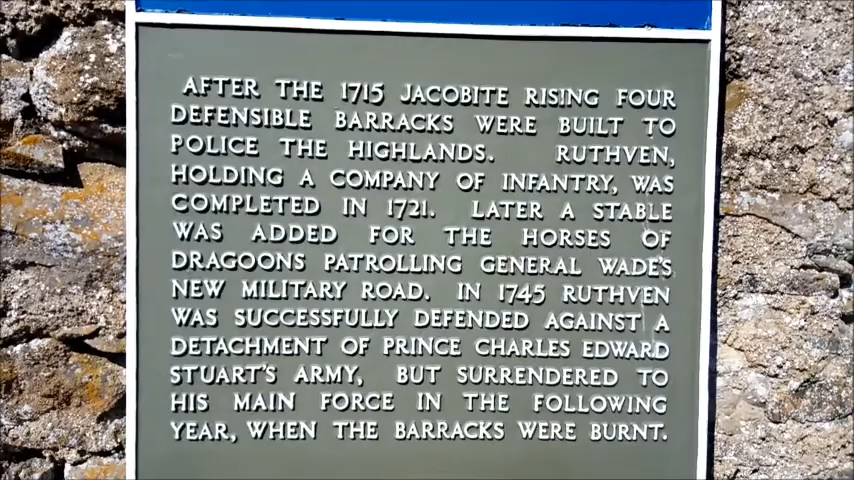 AFTER THE 1715 JACOBITE RISING FOUR
DEFENSIBLE BARRACKS WERE BUILT TO
POLICE THE HIGHLANDS. RUTHVEN,
HOLDING A COMPANY OF INFANTRY, WAS
COMPLETED IN 1721. LATER A STABLE
WAS ADDED FOR THE HORSES OF
DRAGOONS PATROLLING GENERAL WADE'S
NEW MILITARY ROAD. IN 1745 RUTHVEN
WAS SUCCESSFULLY DEFENDED AGAINST A
DETACHMENT OF PRINCE CHARLES EDWARD
STUART'S ARMY, BUT SURRENDERED TO
HIS MAIN FORCE IN THE FOLLOWING
YEAR, WHEN THE BARRACKS WERE BURNT.